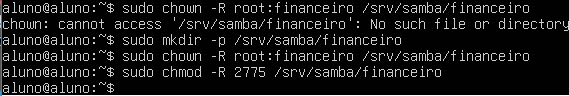 aluno@aluno:~$ sudo chown -R root:financeiro /srv/samba/financeiro
chown: cannot access '/srv/samba/financeiro': No such file or directory
aluno@aluno:~$ sudo mkdir -p /srv/samba/financeiro
aluno@aluno:~$ sudo chown -R root:financeiro /srv/samba/financeiro
aluno@aluno:~$ sudo chmod -R 2775 /srv/samba/financeiro
aluno@aluno:~$